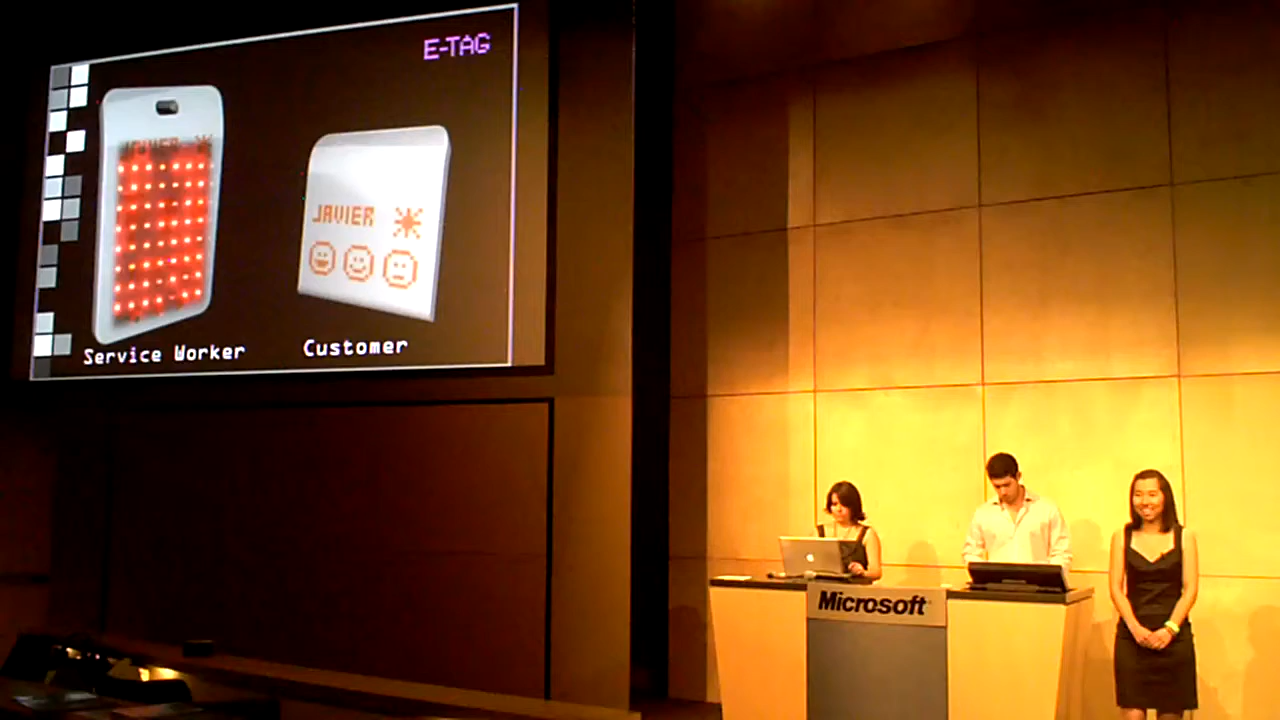 E-TAG
JAVIER
JAVIER
Service Worker
Customer
Microsoft